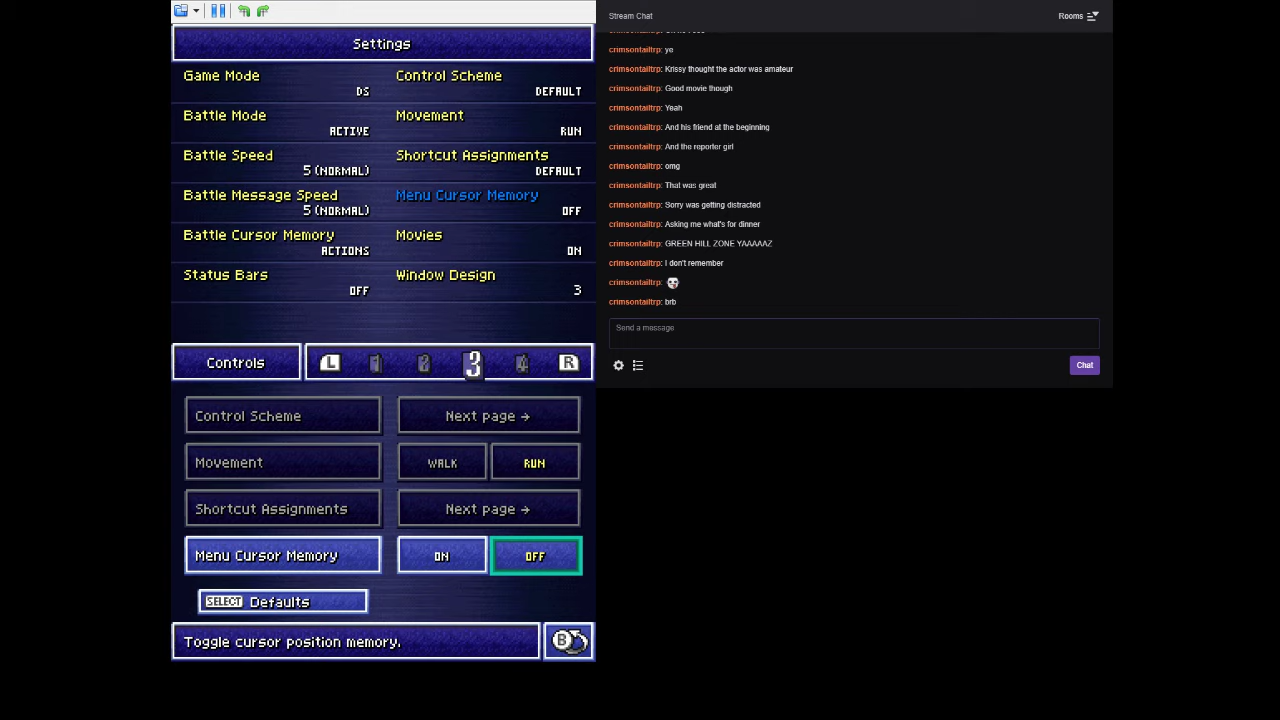 Settings
Game Mode
DS
Control Scheme
DEFAULT
Battle Mode
ACTIVE
Movement
RUN
Battle Speed
5 (NORMAL)
Shortcut Assignments
DEFAULT
Battle Message Speed
5 (NORMAL)
Menu Cursor Memory
OFF
Battle Cursor Memory
ACTIONS
Movies
ON
Status Bars
OFF
Window Design
3
Controls
L 1 2 3 4 R
Control Scheme
Next page →
Movement
WALK
RUN
Shortcut Assignments
Next page →
Menu Cursor Memory
ON
OFF
SELECT Defaults
Toggle cursor position memory.
B
Stream Chat
Rooms
crimsontailtrp: ye
crimsontailtrp: Krissy thought the actor was amateur
crimsontailtrp: Good movie though
crimsontailtrp: Yeah
crimsontailtrp: And his friend at the beginning
crimsontailtrp: And the reporter girl
crimsontailtrp: omg
crimsontailtrp: That was great
crimsontailtrp: Sorry was getting distracted
crimsontailtrp: Asking me what's for dinner
crimsontailtrp: GREEN HILL ZONE YAAAAAZ
crimsontailtrp: I don't remember
crimsontailtrp:
crimsontailtrp: brb
Send a message
Chat